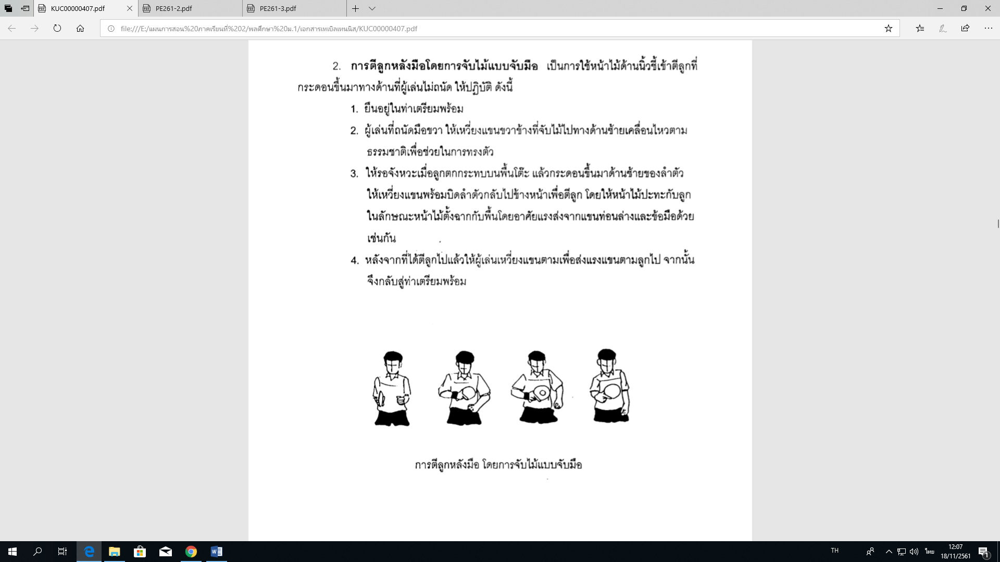 KUC00000407.pdf
PE261-2.pdf
PE261-3.pdf
file:///E:/แผนการสอน%20ภาคเรียนที่%202/พลศึกษา%20ม.1/เอกสารเทเบิลเทนนิส/KUC00000407.pdf
2. การตีลูกหลังมือโดยการจับไม้แบบจับมือ เป็นการใช้หน้าไม้ด้านนิ้วชี้เข้าตีลูกที่
กระดอนขึ้นมาทางด้านที่ผู้เล่นไม่ถนัด ให้ปฏิบัติ ดังนี้
1. ยืนอยู่ในท่าเตรียมพร้อม
2. ผู้เล่นที่ถนัดมือขวา ให้เหวี่ยงแขนขวาข้างที่จับไม้ไปทางด้านซ้ายเคลื่อนไหวตาม
ธรรมชาติเพื่อช่วยในการทรงตัว
3. ให้รอจังหวะเมื่อลูกตกกระทบบนพื้นโต๊ะ แล้วกระดอนขึ้นมาด้านซ้ายของลำตัว
ให้เหวี่ยงแขนพร้อมบิดลำตัวกลับไปข้างหน้าเพื่อตีลูก โดยให้หน้าไม้ปะทะกับลูก
ในลักษณะหน้าไม้ตั้งฉากกับพื้นโดยอาศัยแรงส่งจากแขนท่อนล่างและข้อมือด้วย
เช่นกัน
4. หลังจากที่ได้ตีลูกไปแล้วให้ผู้เล่นเหวี่ยงแขนตามเพื่อส่งแรงแขนตามลูกไป จากนั้น
จึงกลับสู่ท่าเตรียมพร้อม
การตีลูกหลังมือ โดยการจับไม้แบบจับมือ
TH
ไทย
12:07
18/11/2561
1